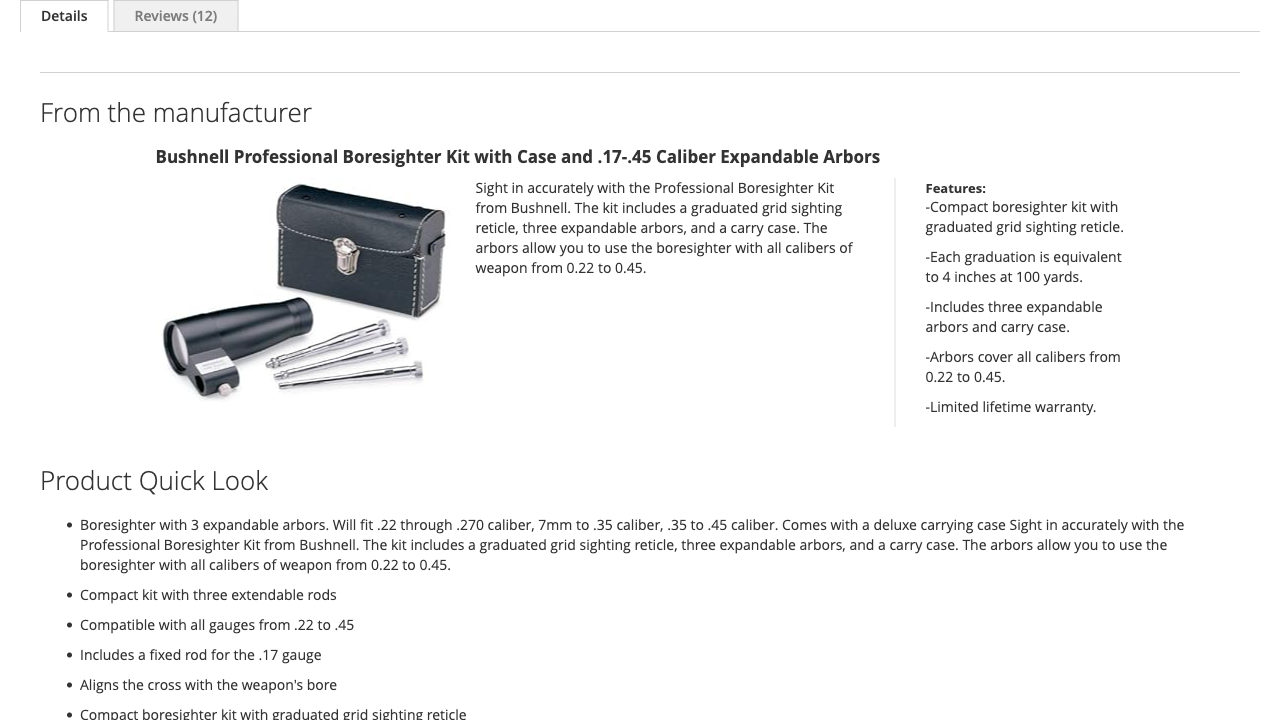 Details
Reviews (12)
From the manufacturer
Bushnell Professional Boresighter Kit with Case and .17-.45 Caliber Expandable Arbors
Sight in accurately with the Professional Boresighter Kit
from Bushnell. The kit includes a graduated grid sighting
reticle, three expandable arbors, and a carry case. The
arbors allow you to use the boresighter with all calibers of
weapon from 0.22 to 0.45.
Features:
-Compact boresighter kit with
graduated grid sighting reticle.
-Each graduation is equivalent
to 4 inches at 100 yards.
-Includes three expandable
arbors and carry case.
-Arbors cover all calibers from
0.22 to 0.45.
-Limited lifetime warranty.
Product Quick Look
• Boresighter with 3 expandable arbors. Will fit .22 through .270 caliber, 7mm to .35 caliber, .35 to .45 caliber. Comes with a deluxe carrying case Sight in accurately with the
Professional Boresighter Kit from Bushnell. The kit includes a graduated grid sighting reticle, three expandable arbors, and a carry case. The arbors allow you to use the
boresighter with all calibers of weapon from 0.22 to 0.45.
• Compact kit with three extendable rods
• Compatible with all gauges from .22 to .45
• Includes a fixed rod for the .17 gauge
• Aligns the cross with the weapon's bore
• Compact boresighter kit with graduated grid sighting reticle